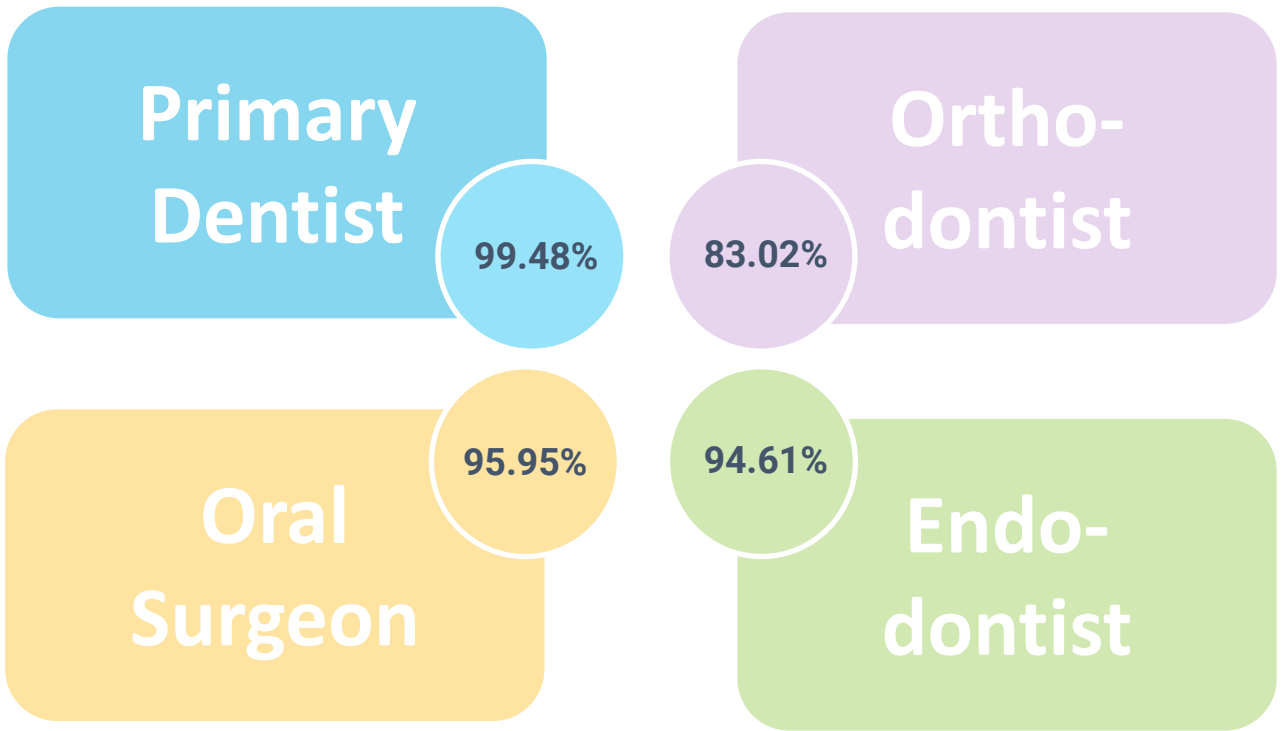 Primary
Dentist
99.48%
Ortho-
dontist
83.02%
Oral
Surgeon
95.95%
Endo-
dontist
94.61%